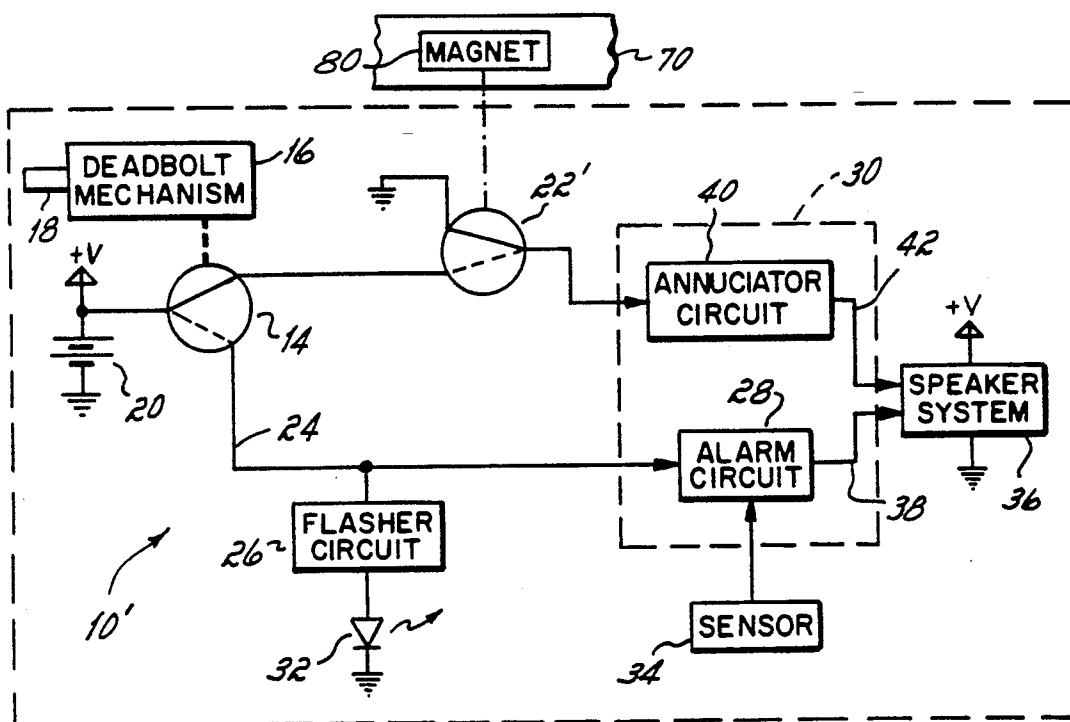 80
MAGNET
70
DEADBOLT
MECHANISM
16
18
22'
30
40
42
+V
ANNUCIATOR
CIRCUIT
14
+V
20
SPEAKER
SYSTEM
28
24
ALARM
CIRCUIT
36
38
FLASHER
CIRCUIT
26
10'
SENSOR
32
34